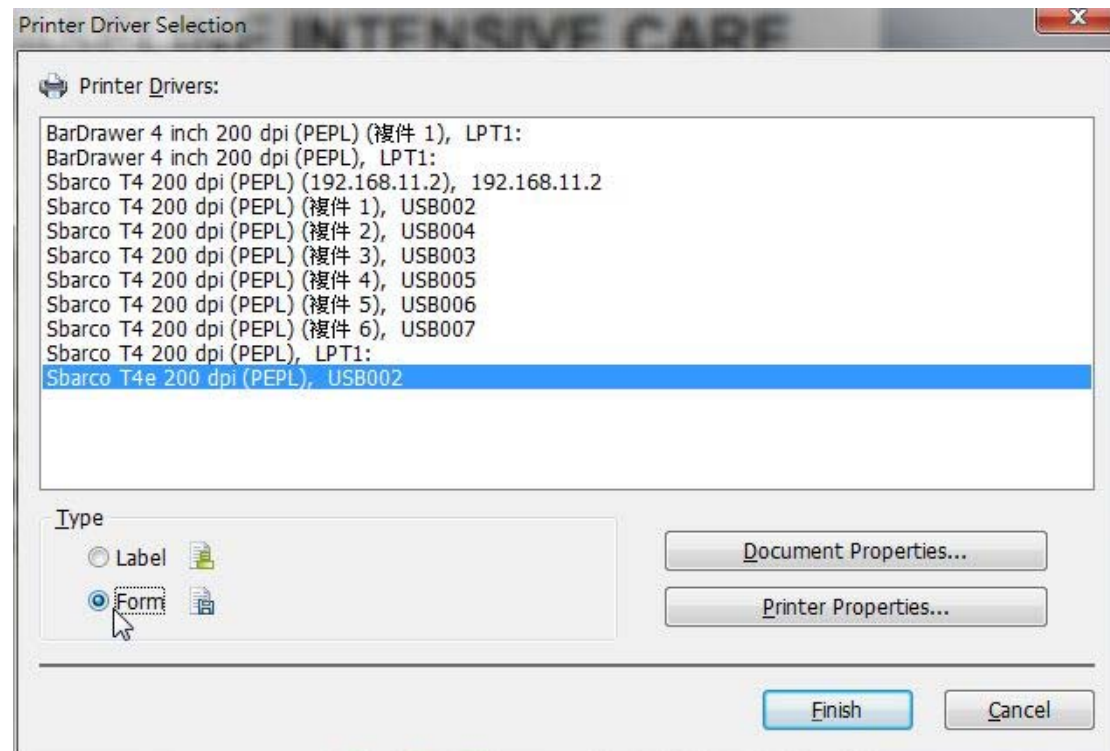 Printer Driver Selection
INTENSIVE CARE
Printer Drivers:
BarDrawer 4 inch 200 dpi (PEPL) (複件 1), LPT1:
BarDrawer 4 inch 200 dpi (PEPL), LPT1:
Sbarco T4 200 dpi (PEPL) (192.168.11.2), 192.168.11.2
Sbarco T4 200 dpi (PEPL) (複件 1), USB002
Sbarco T4 200 dpi (PEPL) (複件 2), USB004
Sbarco T4 200 dpi (PEPL) (複件 3), USB003
Sbarco T4 200 dpi (PEPL) (複件 4), USB005
Sbarco T4 200 dpi (PEPL) (複件 5), USB006
Sbarco T4 200 dpi (PEPL) (複件 6), USB007
Sbarco T4 200 dpi (PEPL), LPT1:
Sbarco T4e 200 dpi (PEPL), USB002
Type
Label
Form
Document Properties...
Printer Properties...
Finish
Cancel